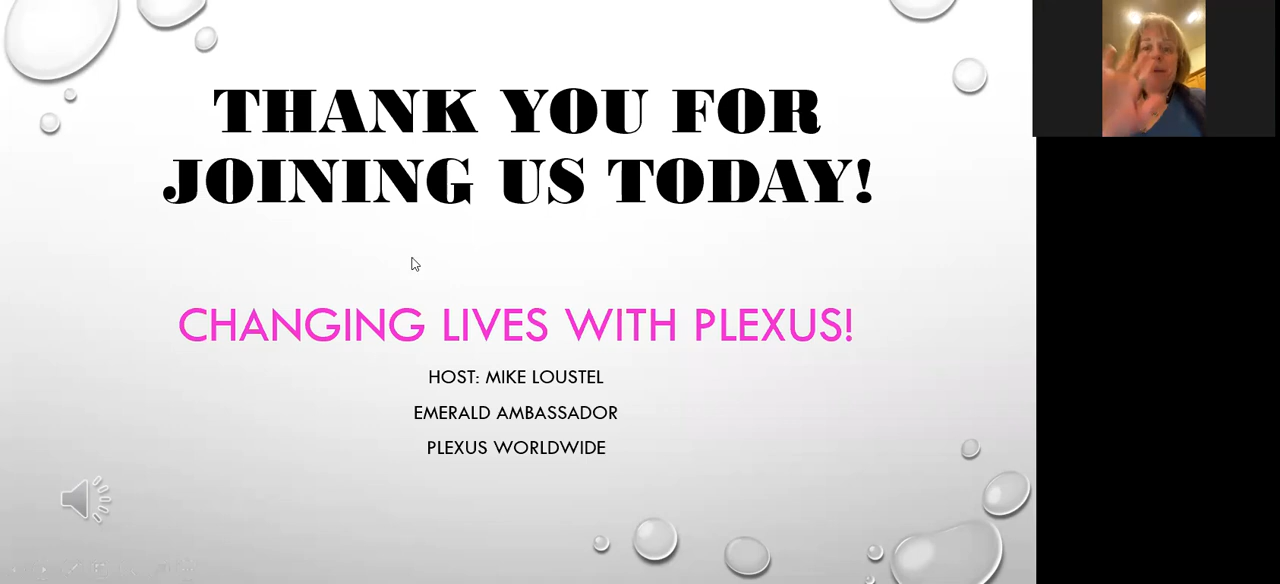 THANK YOU FOR
JOINING US TODAY!
CHANGING LIVES WITH PLEXUS!
HOST: MIKE LOUSTEL
EMERALD AMBASSADOR
PLEXUS WORLDWIDE